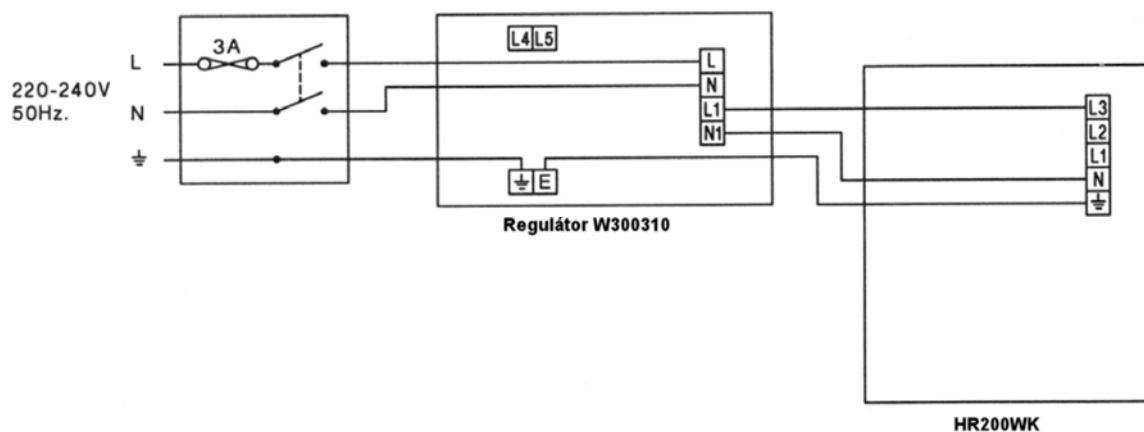 3A
L
220-240V
50Hz.
N
L4 L5
L
N
L1
N1
E
Regulátor W300310
L3
L2
L1
N
HR200WK